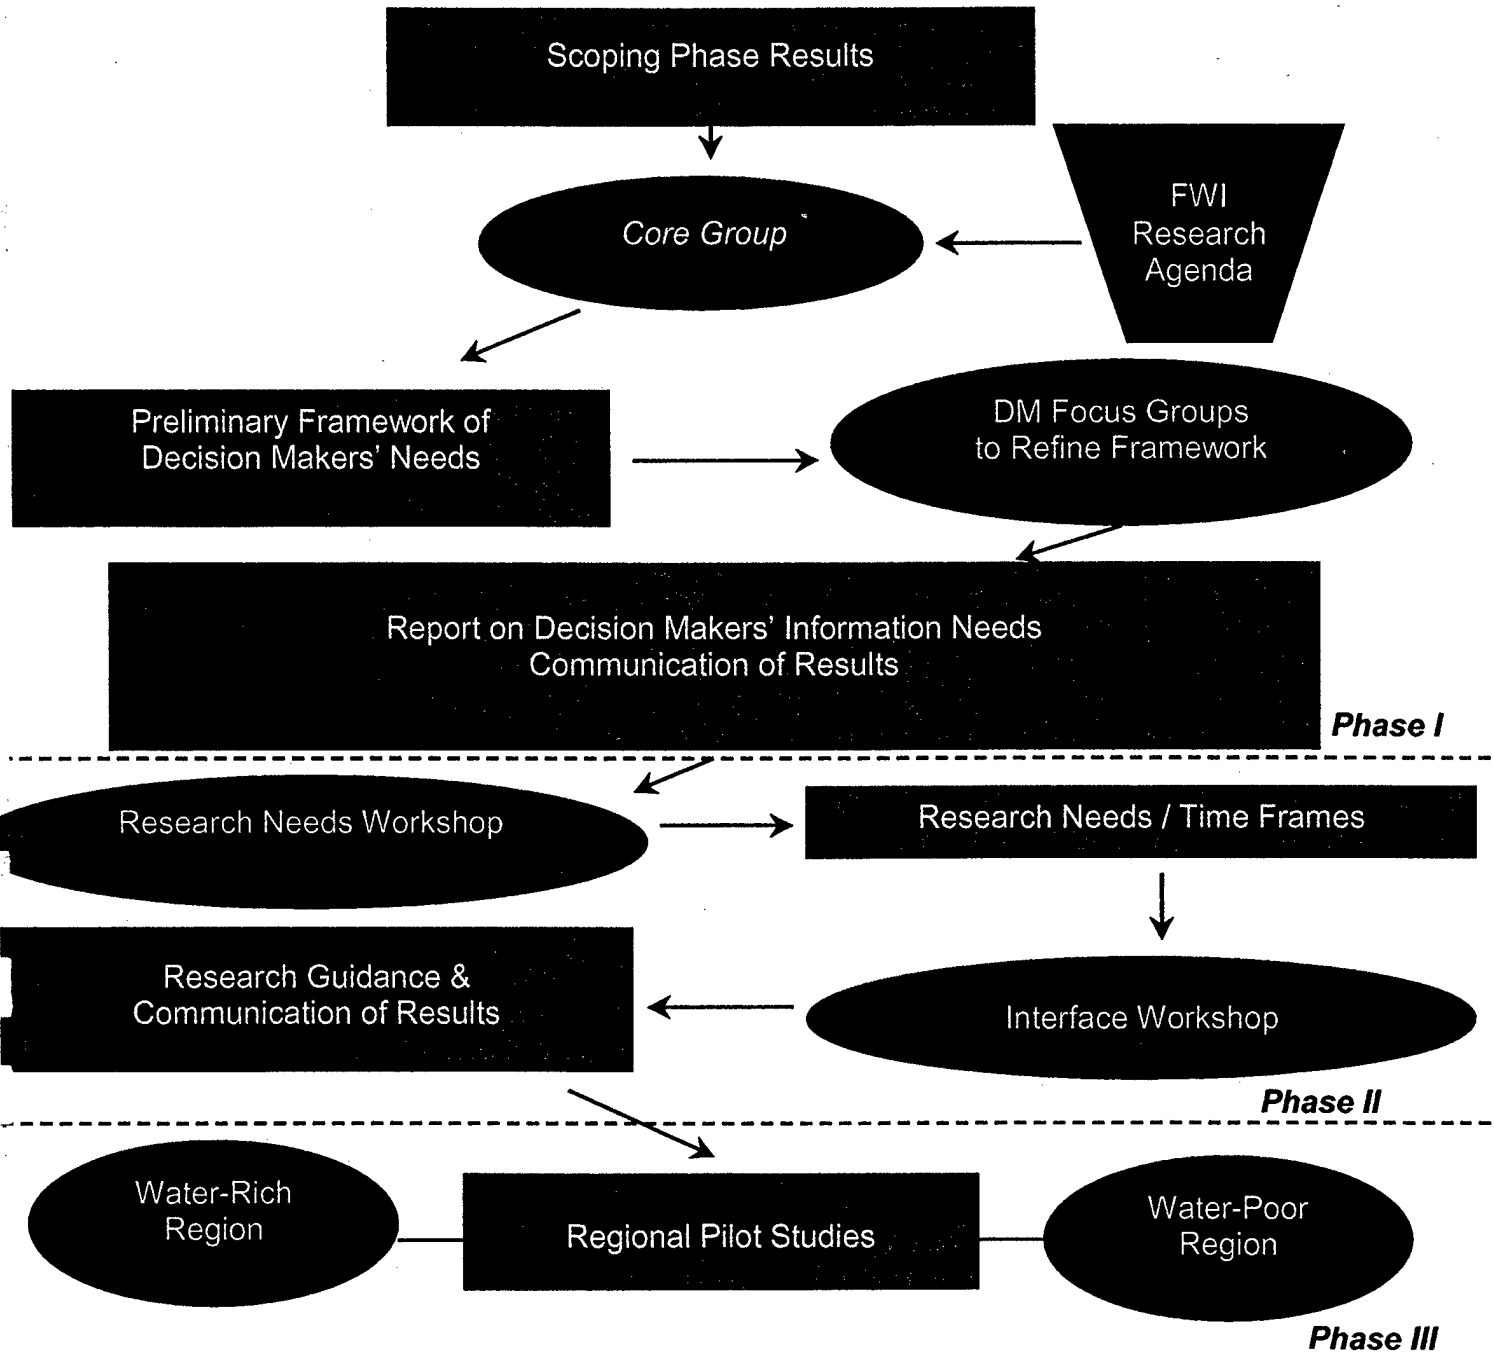 Scoping Phase Results
Core Group
FWI
Research
Agenda
Preliminary Framework of
Decision Makers' Needs
DM Focus Groups
to Refine Framework
Report on Decision Makers' Information Needs
Communication of Results
Phase I
Research Needs Workshop
Research Needs / Time Frames
Research Guidance &
Communication of Results
Interface Workshop
Phase II
Water-Rich
Region
Regional Pilot Studies
Water-Poor
Region
Phase III